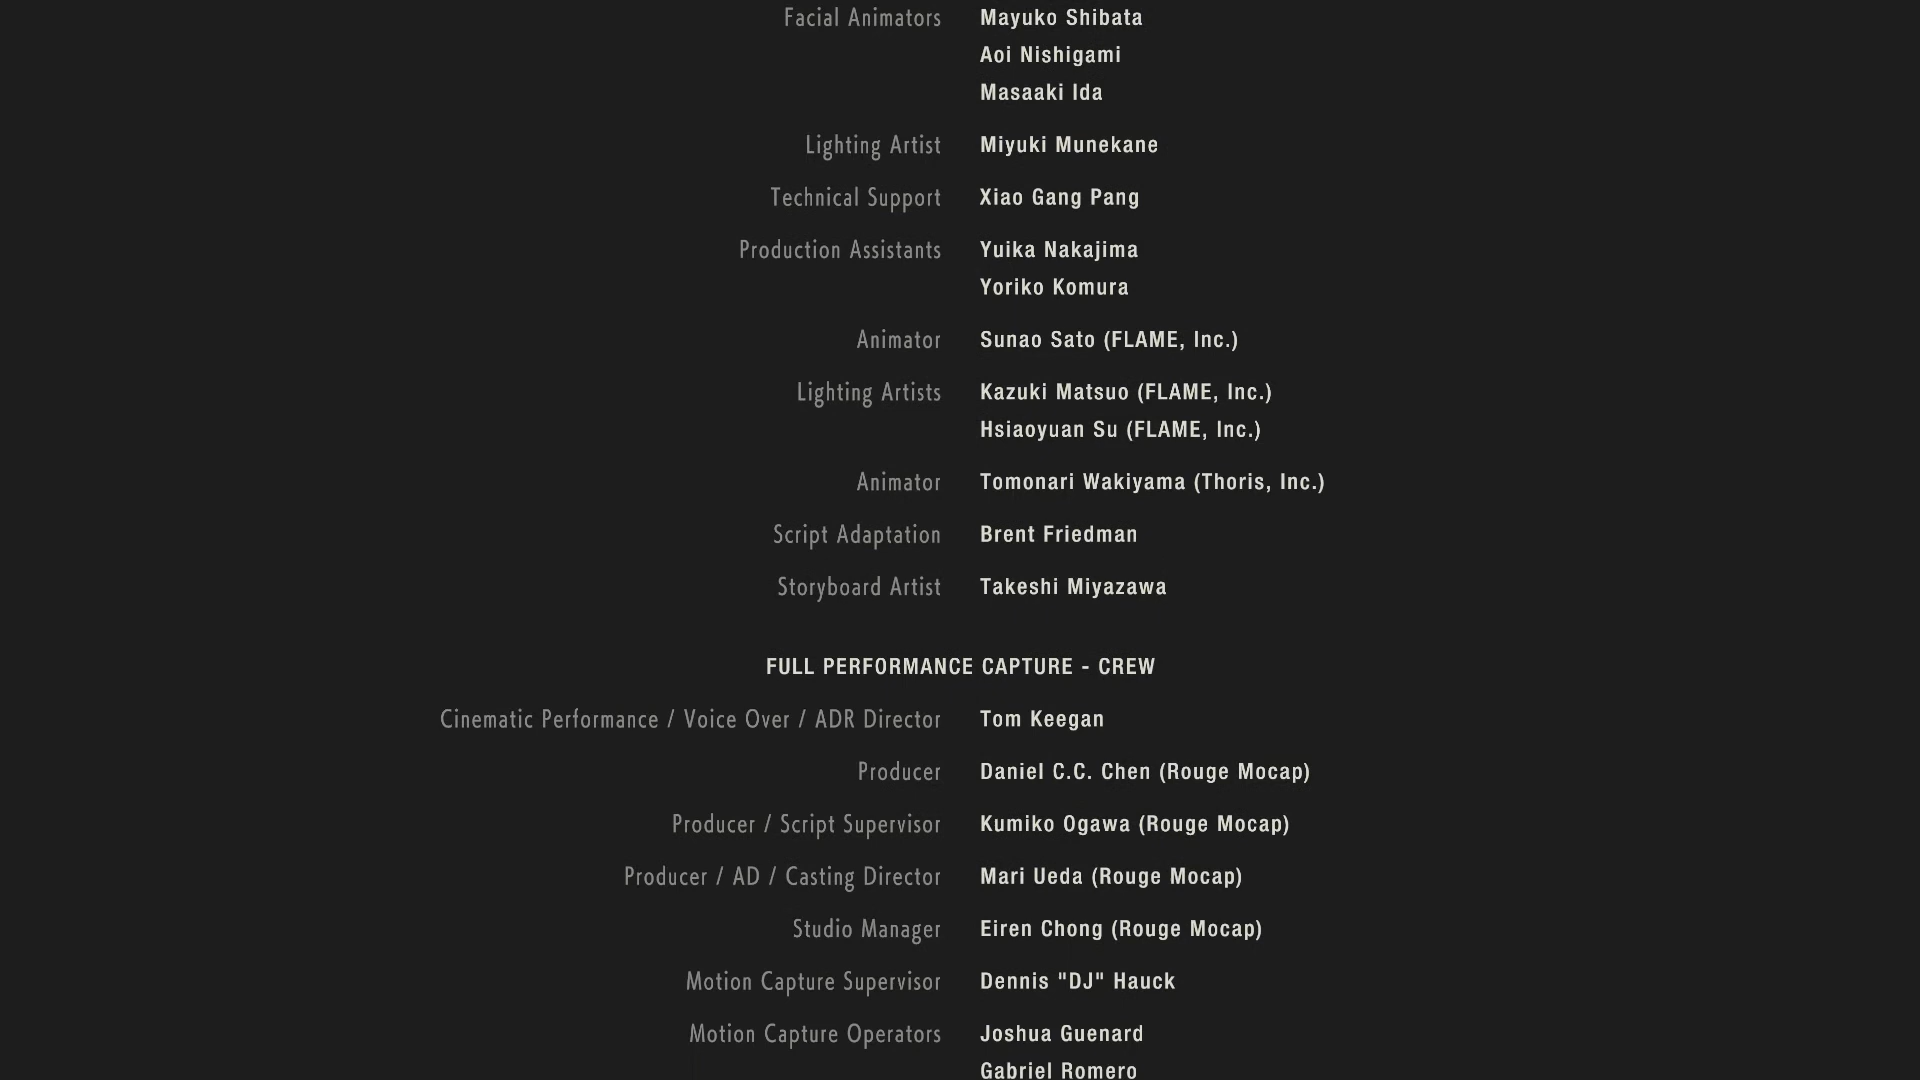 Facial Animators Mayuko Shibata
Aoi Nishigami
Masaaki Ida
Lighting Artist Miyuki Munekane
Technical Support Xiao Gang Pang
Production Assistants Yuika Nakajima
Yoriko Komura
Animator Sunao Sato (FLAME, Inc.)
Lighting Artists Kazuki Matsuo (FLAME, Inc.)
Hsiaoyuan Su (FLAME, Inc.)
Animator Tomonari Wakiyama (Thoris, Inc.)
Script Adaptation Brent Friedman
Storyboard Artist Takeshi Miyazawa
FULL PERFORMANCE CAPTURE - CREW
Cinematic Performance / Voice Over / ADR Director Tom Keegan
Producer Daniel C.C. Chen (Rouge Mocap)
Producer / Script Supervisor Kumiko Ogawa (Rouge Mocap)
Producer / AD / Casting Director Mari Ueda (Rouge Mocap)
Studio Manager Eiren Chong (Rouge Mocap)
Motion Capture Supervisor Dennis "DJ" Hauck
Motion Capture Operators Joshua Guenard
Gabriel Romero